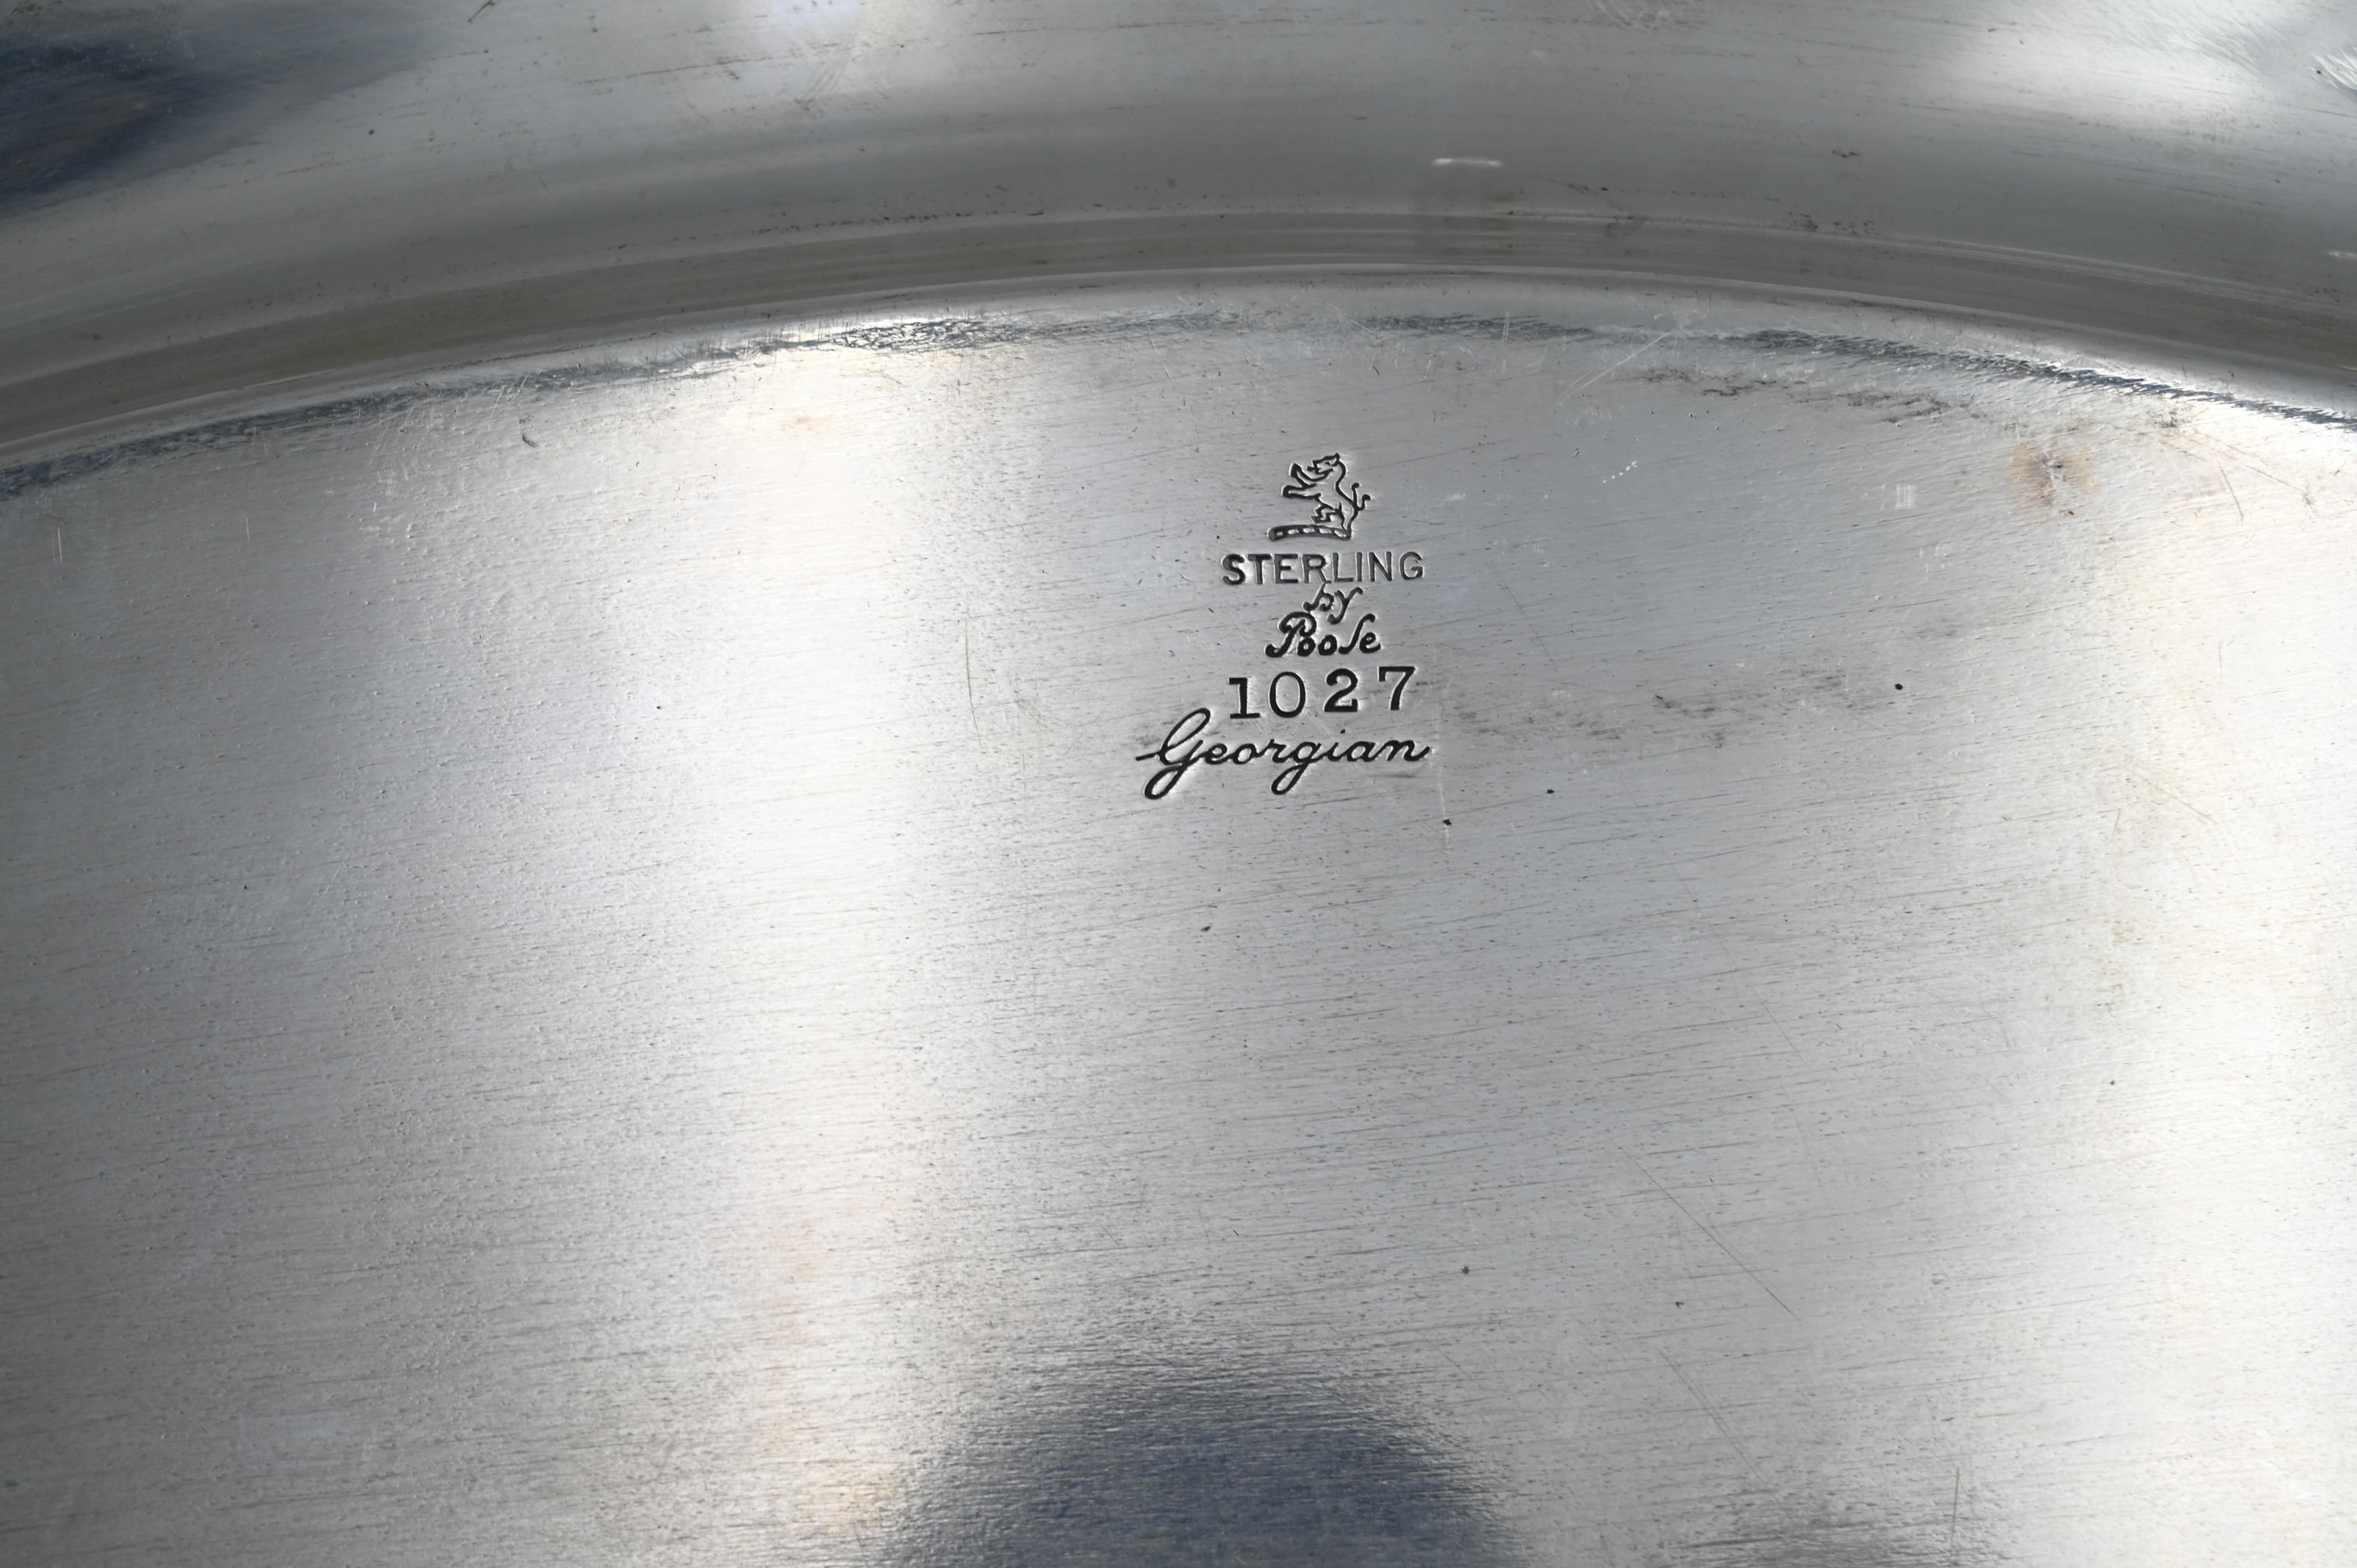 STERLING
by
Poole
1027
Georgian